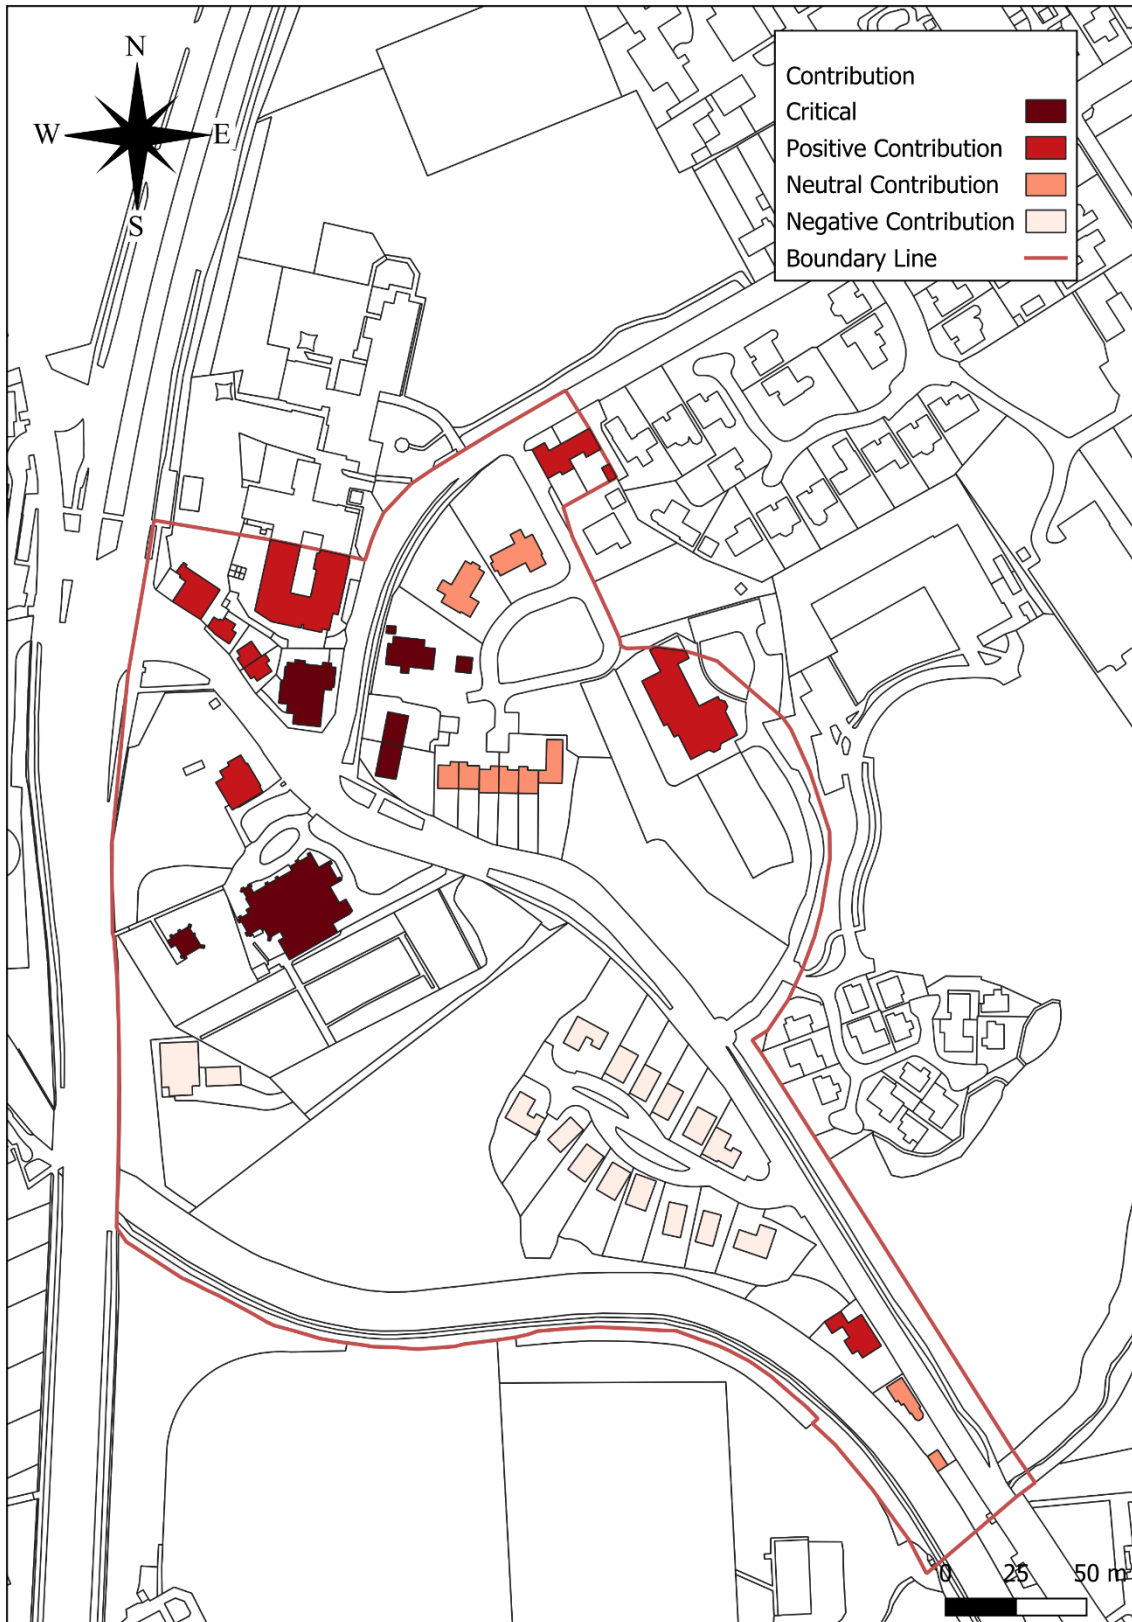 N
W E
S
Contribution
Critical
Positive Contribution
Neutral Contribution
Negative Contribution
Boundary Line
0 25 50 m